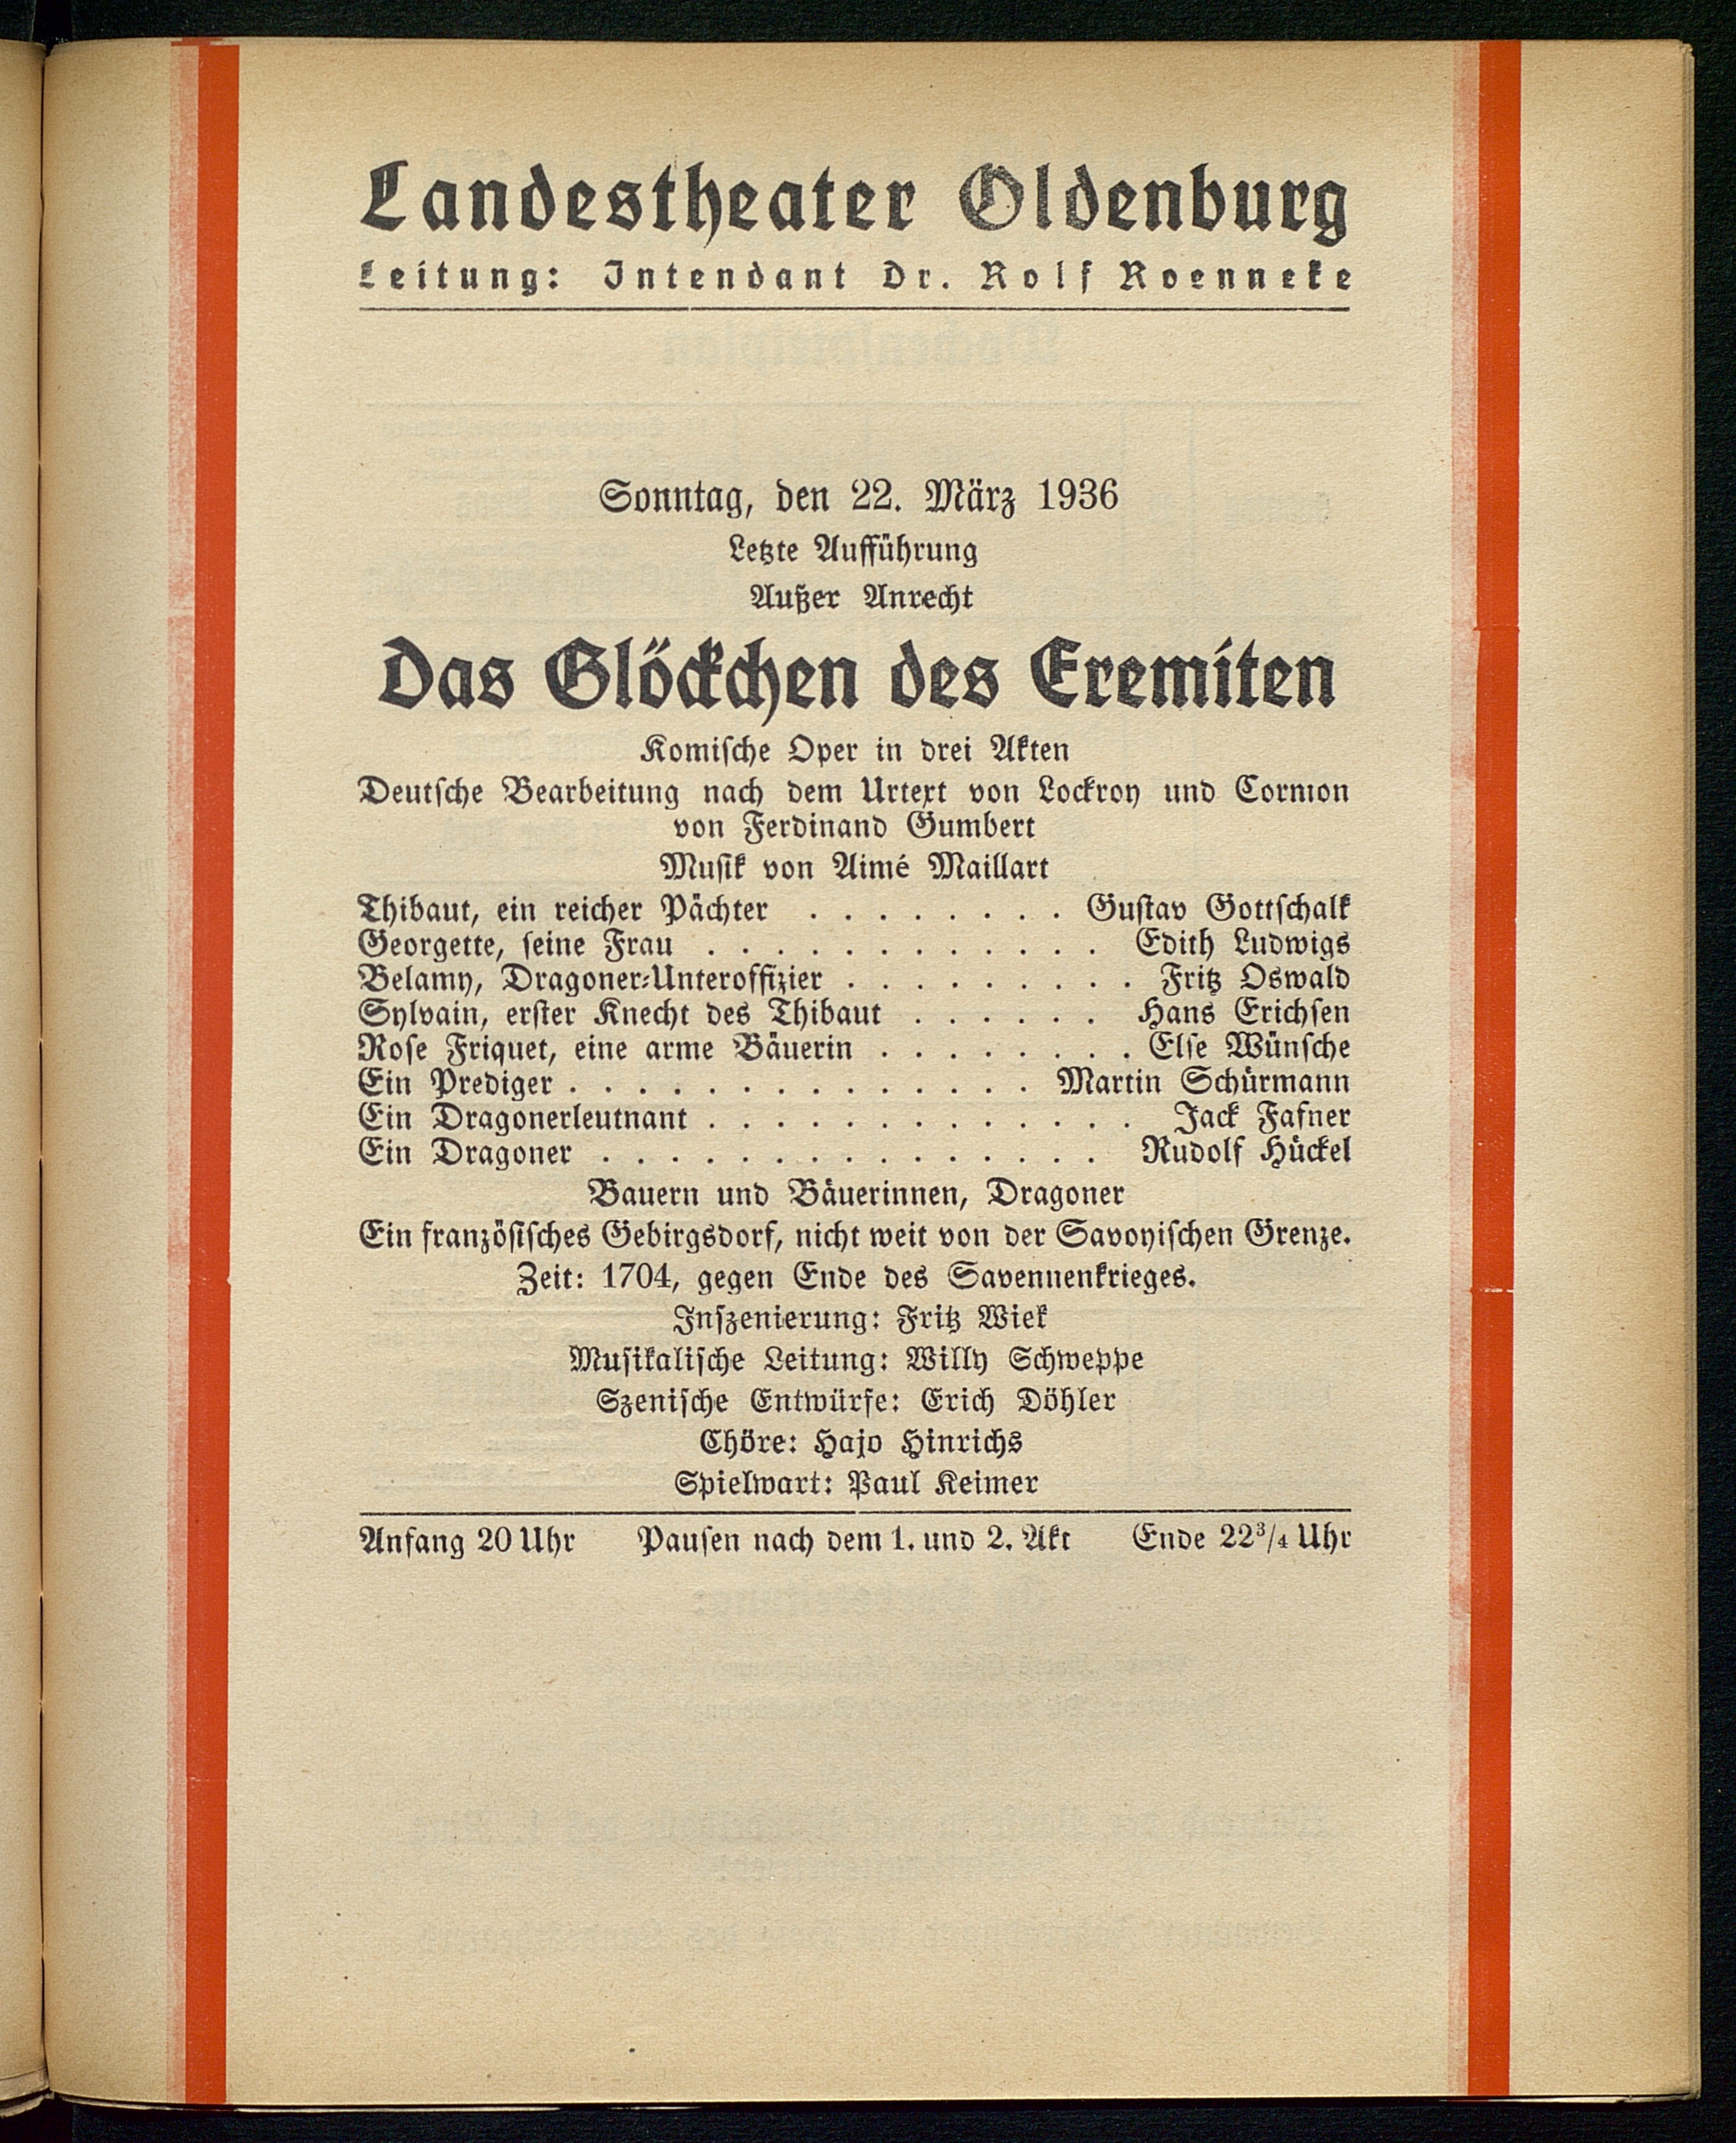 Landestheater Oldenburg
Leitung: Intendant Dr. Rolf Roenneke
Sonntag, den 22. März 1936
Letzte Aufführung
Außer Anrecht
Das Glöckchen des Eremiten
Komische Oper in drei Akten
Deutsche Bearbeitung nach dem Urtext von Lockroy und Cormon
von Ferdinand Gumbert
Musik von Aimé Maillart
Thibaut, ein reicher Pächter . . . . . . . . Gustav Gottschalk
Georgette, seine Frau . . . . . . . . . . . . Edith Ludwigs
Belamy, Dragoner-Unteroffizier . . . . . . . . . Fritz Oswald
Sylvain, erster Knecht des Thibaut . . . . . . Hans Erichsen
Rose Friquet, eine arme Bäuerin . . . . . . . . Else Wünsche
Ein Prediger . . . . . . . . . . . . . . Martin Schürmann
Ein Dragonerleutnant . . . . . . . . . . . . . Jack Fafner
Ein Dragoner . . . . . . . . . . . . . . . Rudolf Hückel
Bauern und Bäuerinnen, Dragoner
Ein französisches Gebirgsdorf, nicht weit von der Savoyischen Grenze.
Zeit: 1704, gegen Ende des Savennenkrieges.
Inszenierung: Fritz Wiek
Musikalische Leitung: Willy Schweppe
Szenische Entwürfe: Erich Döhler
Chöre: Hajo Hinrichs
Spielwart: Paul Keimer
Anfang 20 Uhr Pausen nach dem 1. und 2. Akt Ende 22³/₄ Uhr